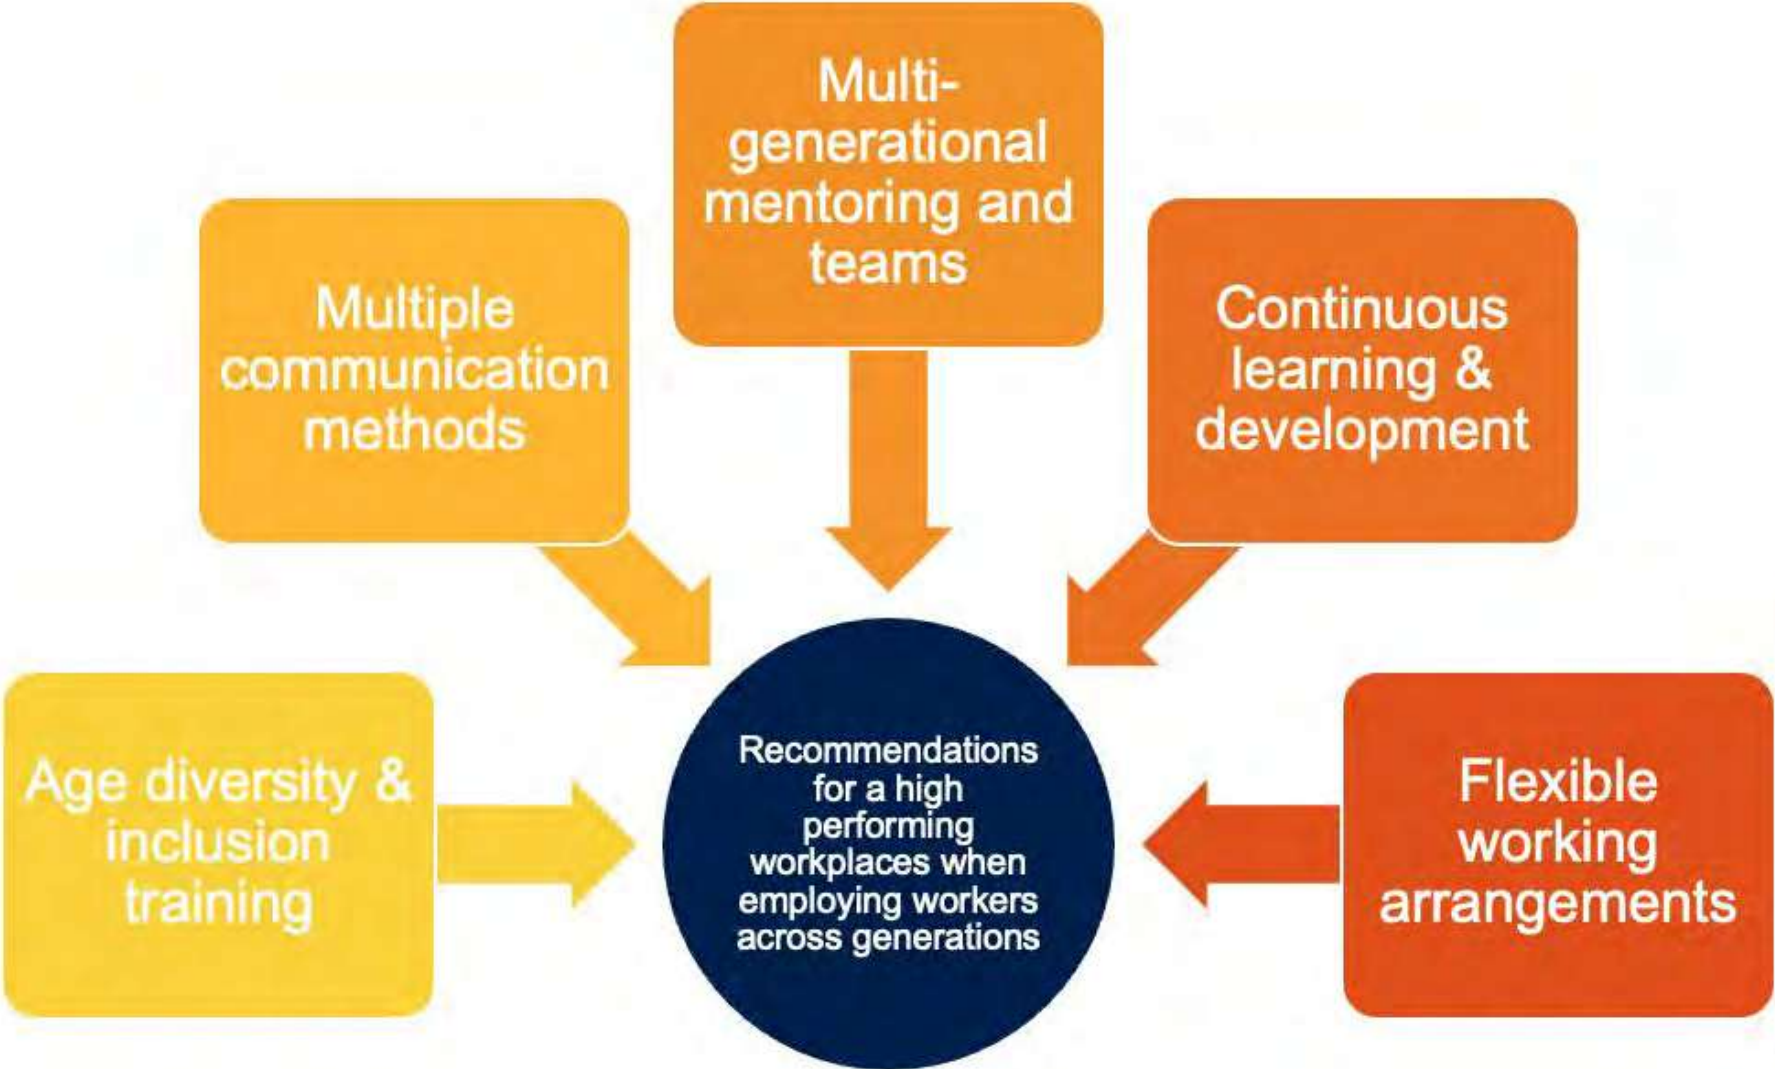 Multi-
generational
mentoring and
teams
Multiple
communication
methods
Continuous
learning &
development
Age diversity &
inclusion
training
Recommendations
for a high
performing
workplaces when
employing workers
across generations
Flexible
working
arrangements